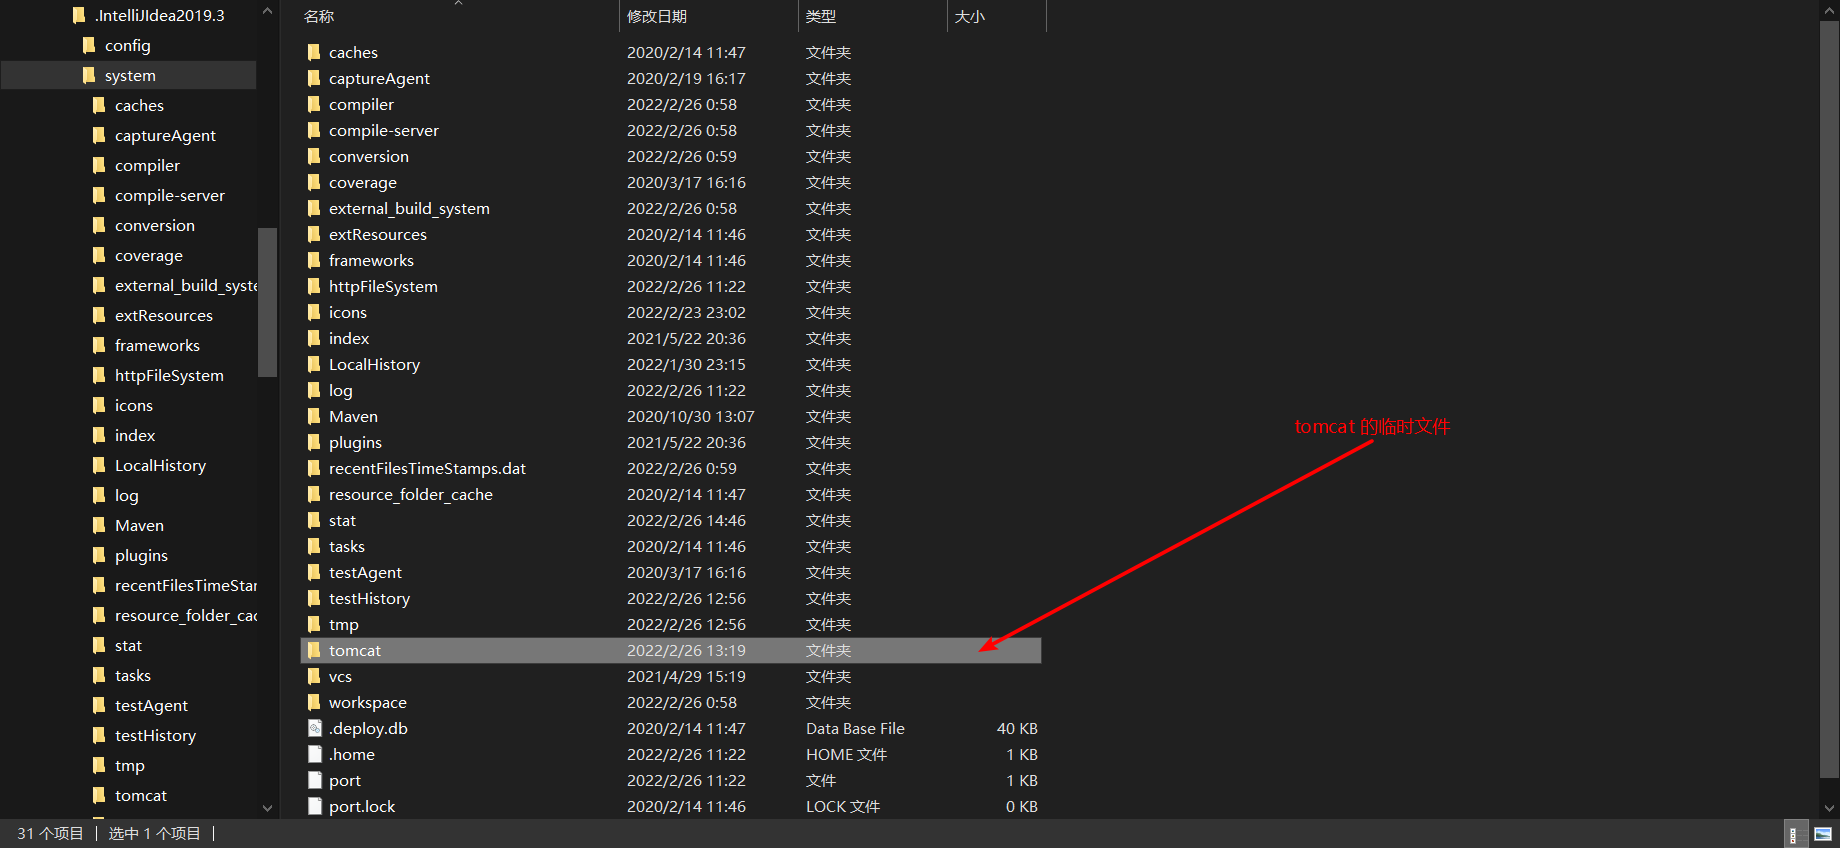 .IntelliJIdea2019.3
config
system
caches
captureAgent
compiler
compile-server
conversion
coverage
external_build_syste
extResources
frameworks
httpFileSystem
icons
index
LocalHistory
log
Maven
plugins
recentFilesTimeStar
resource_folder_cac
stat
tasks
testAgent
testHistory
tmp
tomcat
名称 修改日期 类型 大小
caches 2020/2/14 11:47 文件夹
captureAgent 2020/2/19 16:17 文件夹
compiler 2022/2/26 0:58 文件夹
compile-server 2022/2/26 0:58 文件夹
conversion 2022/2/26 0:59 文件夹
coverage 2020/3/17 16:16 文件夹
external_build_system 2022/2/26 0:58 文件夹
extResources 2020/2/14 11:46 文件夹
frameworks 2020/2/14 11:46 文件夹
httpFileSystem 2022/2/26 11:22 文件夹
icons 2022/2/23 23:02 文件夹
index 2021/5/22 20:36 文件夹
LocalHistory 2022/1/30 23:15 文件夹
log 2022/2/26 11:22 文件夹
Maven 2020/10/30 13:07 文件夹
plugins 2021/5/22 20:36 文件夹
recentFilesTimeStamps.dat 2022/2/26 0:59 文件夹
resource_folder_cache 2020/2/14 11:47 文件夹
stat 2022/2/26 14:46 文件夹
tasks 2020/2/14 11:46 文件夹
testAgent 2020/3/17 16:16 文件夹
testHistory 2022/2/26 12:56 文件夹
tmp 2022/2/26 12:56 文件夹
tomcat 2022/2/26 13:19 文件夹
vcs 2021/4/29 15:19 文件夹
workspace 2022/2/26 0:58 文件夹
.deploy.db 2020/2/14 11:47 Data Base File 40 KB
.home 2022/2/26 11:22 HOME 文件 1 KB
port 2022/2/26 11:22 文件 1 KB
port.lock 2020/2/14 11:46 LOCK 文件 0 KB
tomcat 的临时文件
31 个项目 选中 1 个项目